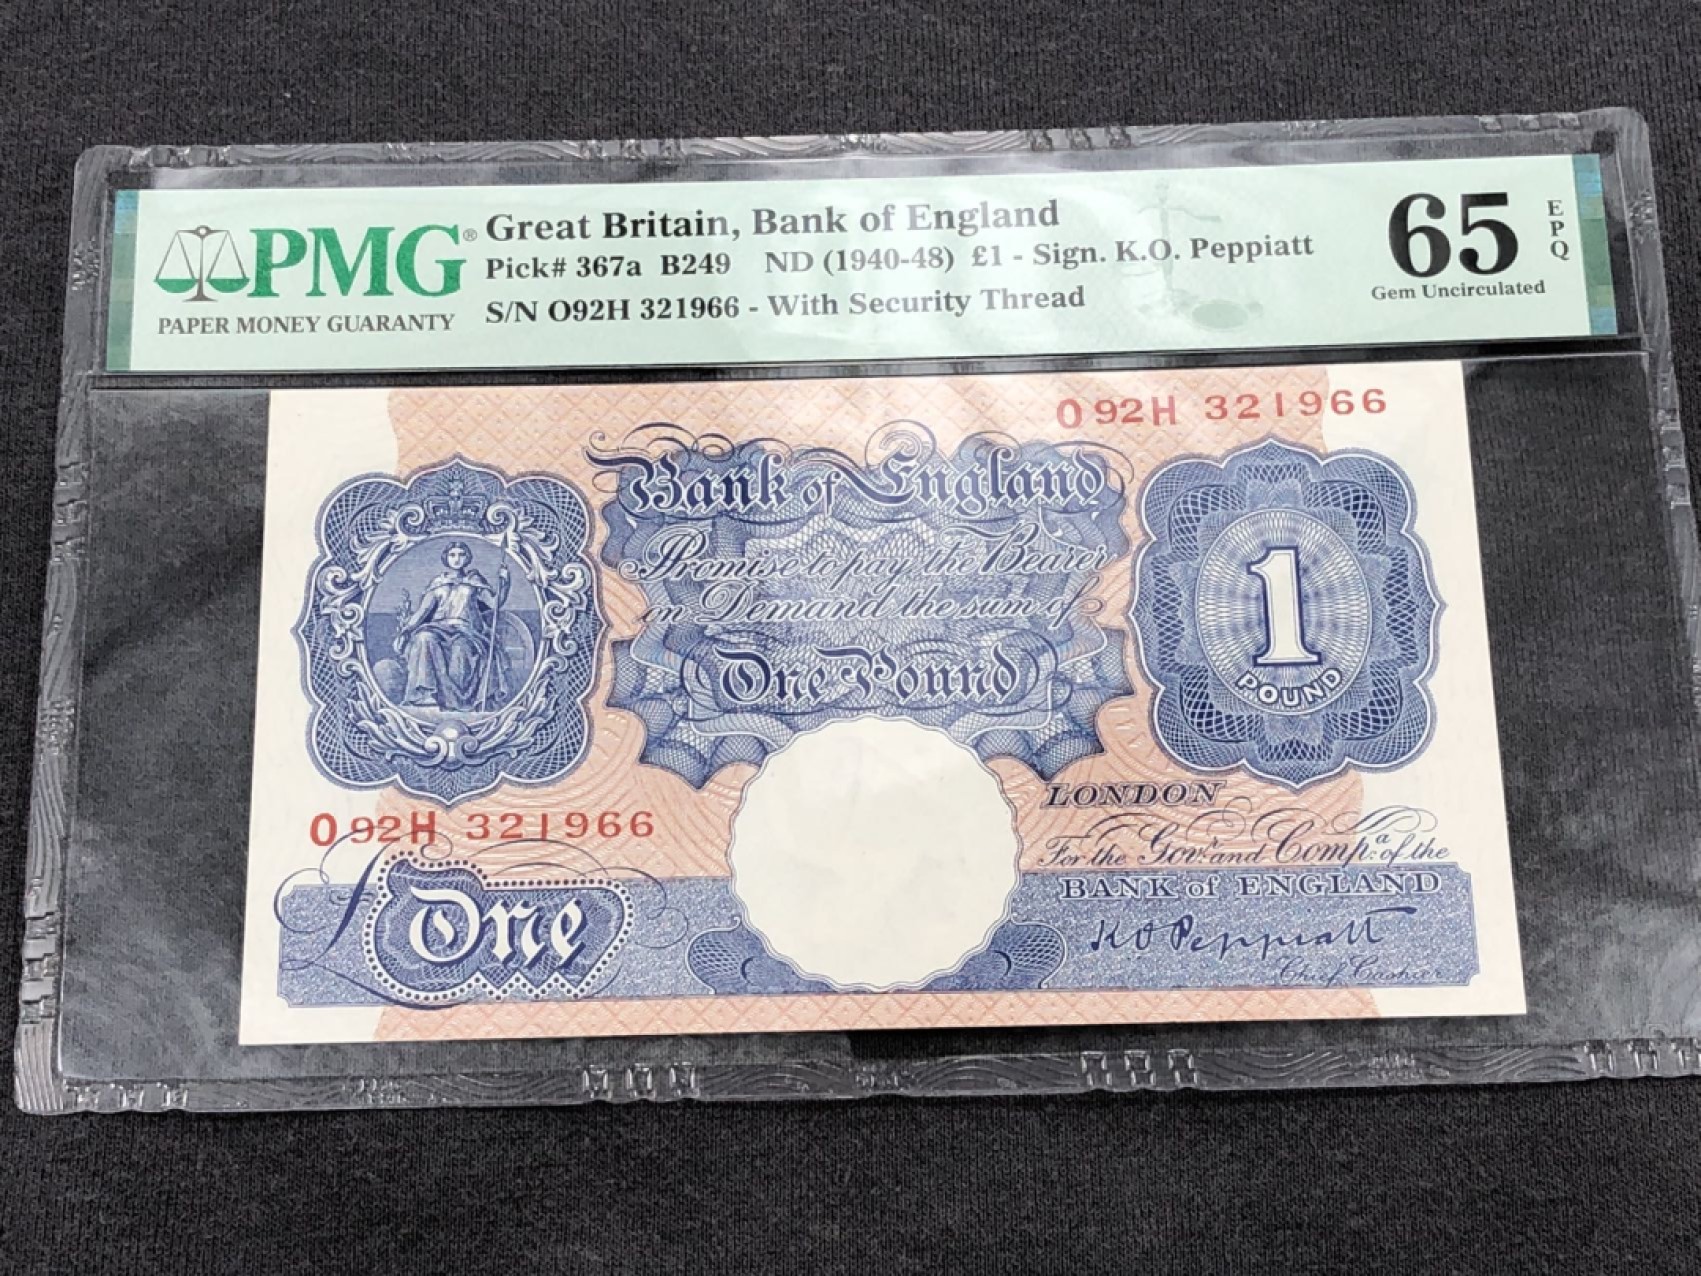 PMG®
PAPER MONEY GUARANTY
Great Britain, Bank of England
Pick# 367a B249 ND (1940-48) £1 - Sign. K.O. Peppiatt
S/N O92H 321966 - With Security Thread
65
EPQ
Gem Uncirculated
O 92H 321966
Bank of England
Promise to pay the Bearer
on Demand the sum of
One Pound
1
POUND
LONDON
For the Govr. and Compa. of the
BANK of ENGLAND
K O Peppiatt
Chief Cashier
O 92H 321966
£ One